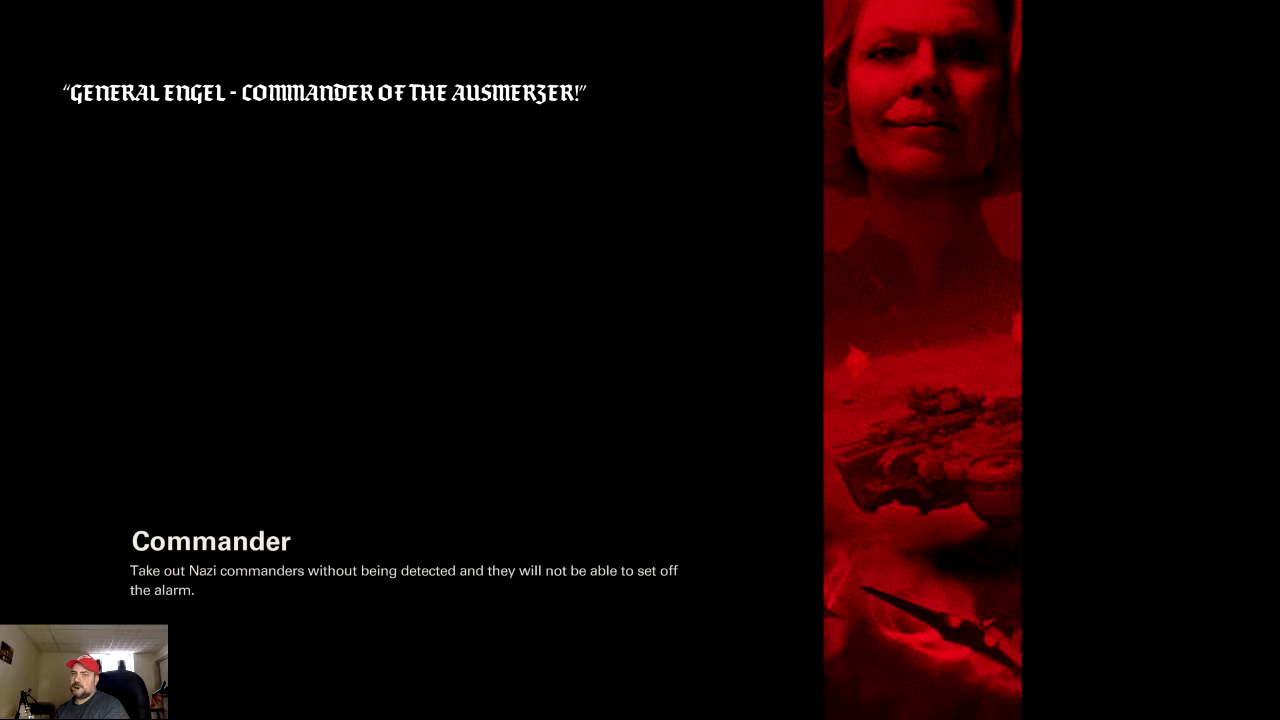 “GENERAL ENGEL - COMMANDER OF THE AUSMERZER!”
Commander
Take out Nazi commanders without being detected and they will not be able to set off
the alarm.